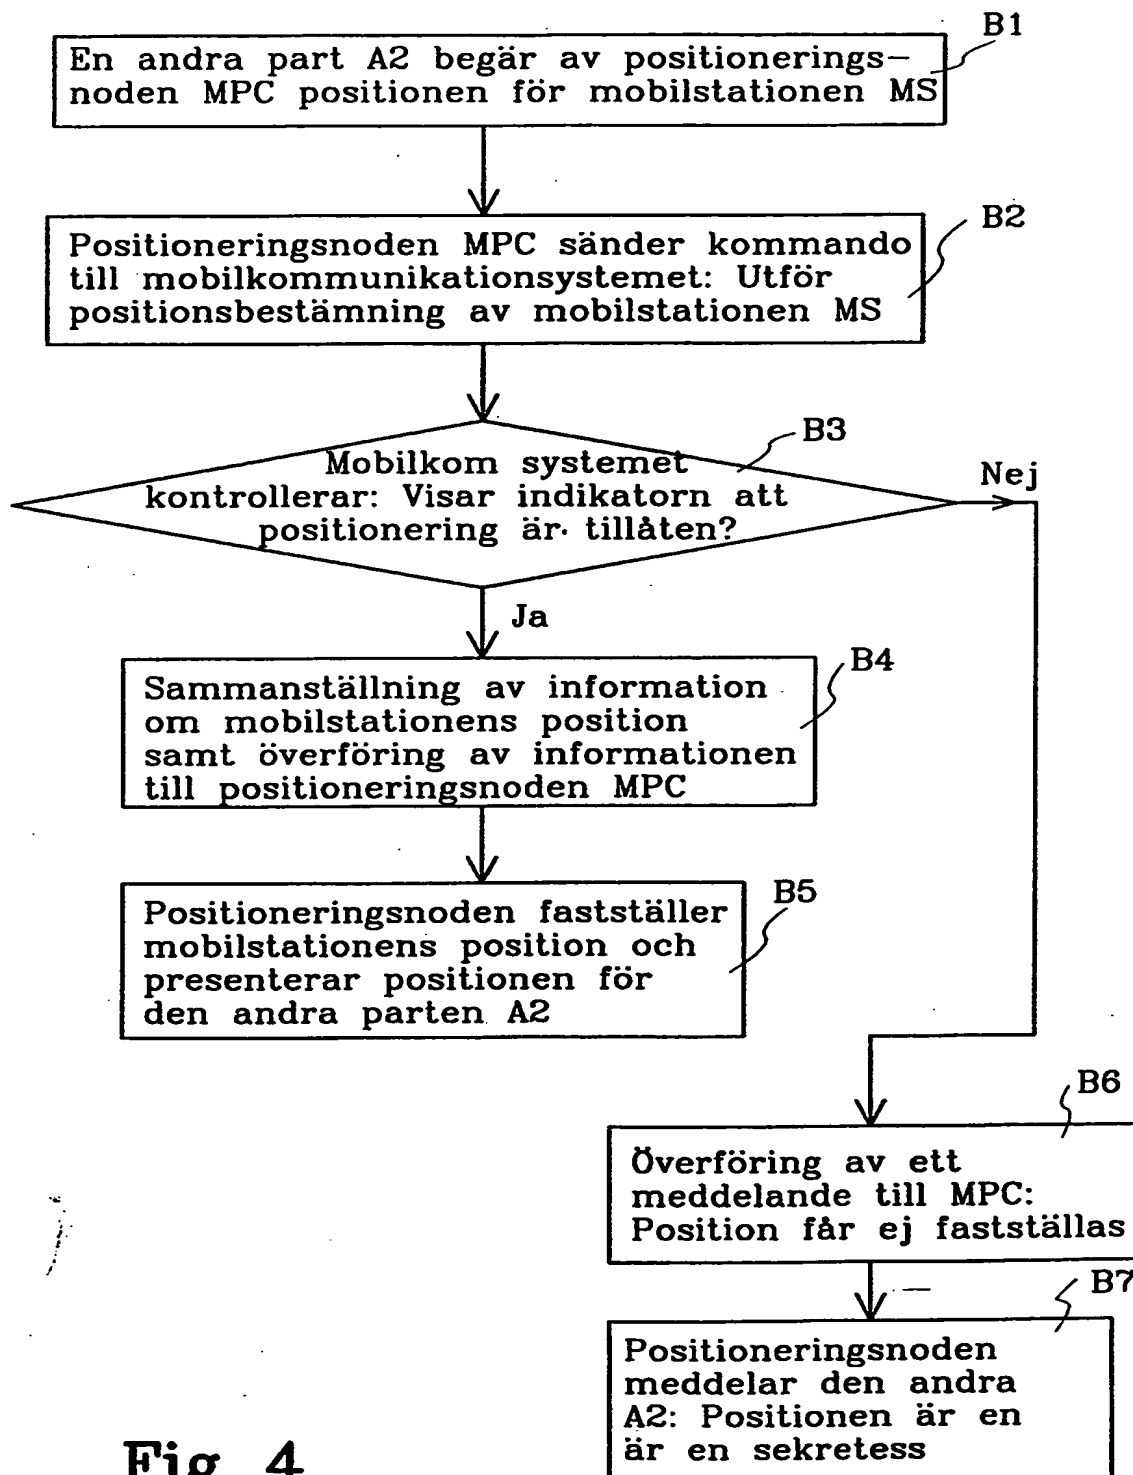 B1
En andra part A2 begär av positionerings-
noden MPC positionen för mobilstationen MS
B2
Positioneringsnoden MPC sänder kommando
till mobilkommunikationsystemet: Utför
positionsbestämning av mobilstationen MS
B3
Mobilkom systemet
kontrollerar: Visar indikatorn att
positionering är tillåten?
Nej
Ja
B4
Sammanställning av information
om mobilstationens position
samt överföring av informationen
till positioneringsnoden MPC
B5
Positioneringsnoden fastställer
mobilstationens position och
presenterar positionen för
den andra parten A2
B6
Överföring av ett
meddelande till MPC:
Position får ej fastställas
B7
Positioneringsnoden
meddelar den andra
A2: Positionen är en
är en sekretess
Fig 4